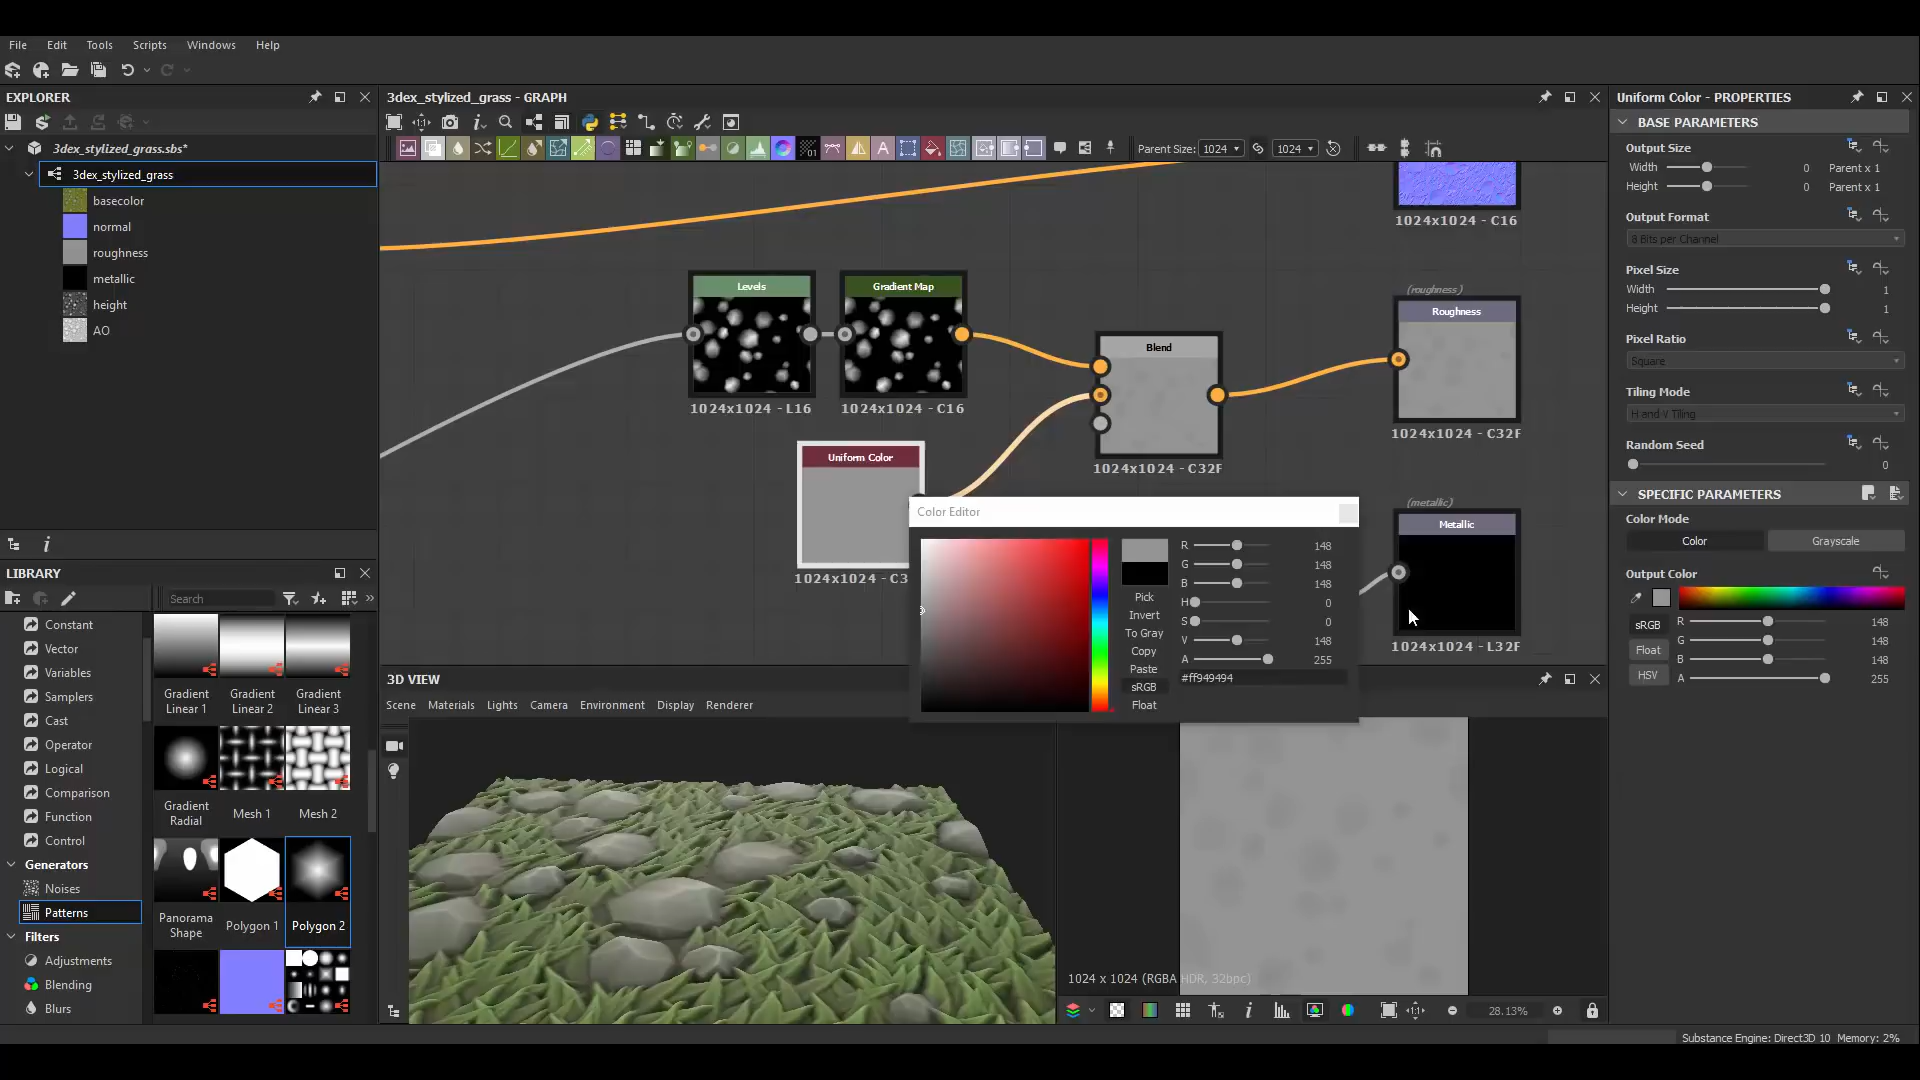 File Edit Tools Scripts Windows Help
EXPLORER
3dex_stylized_grass.sbs*
3dex_stylized_grass
basecolor
normal
roughness
metallic
height
AO
LIBRARY
Search
Constant
Vector
Variables
Samplers
Cast
Operator
Logical
Comparison
Function
Control
Generators
Noises
Patterns
Filters
Adjustments
Blending
Blurs
Gradient Linear 1
Gradient Linear 2
Gradient Linear 3
Gradient Radial
Mesh 1
Mesh 2
Panorama Shape
Polygon 1
Polygon 2
3dex_stylized_grass - GRAPH
Parent Size: 1024 1024
1024x1024 - C16
Levels
1024x1024 - L16
Gradient Map
1024x1024 - C16
Blend
1024x1024 - C32F
(roughness)
Roughness
1024x1024 - C32F
Uniform Color
1024x1024 - C3
(metallic)
Metallic
1024x1024 - L32F
Color Editor
R 148
G 148
B 148
H 0
S 0
V 148
A 255
#ff949494
Pick
Invert
To Gray
Copy
Paste
sRGB
Float
3D VIEW
Scene Materials Lights Camera Environment Display Renderer
1024 x 1024 (RGBA HDR, 32bpc)
28.13%
Uniform Color - PROPERTIES
BASE PARAMETERS
Output Size
Width 0 Parent x 1
Height 0 Parent x 1
Output Format
8 Bits per Channel
Pixel Size
Width 1
Height 1
Pixel Ratio
Square
Tiling Mode
H and V Tiling
Random Seed
0
SPECIFIC PARAMETERS
Color Mode
Color Grayscale
Output Color
sRGB R 148
G 148
Float
B 148
HSV A 255
Substance Engine: Direct3D 10 Memory: 2%